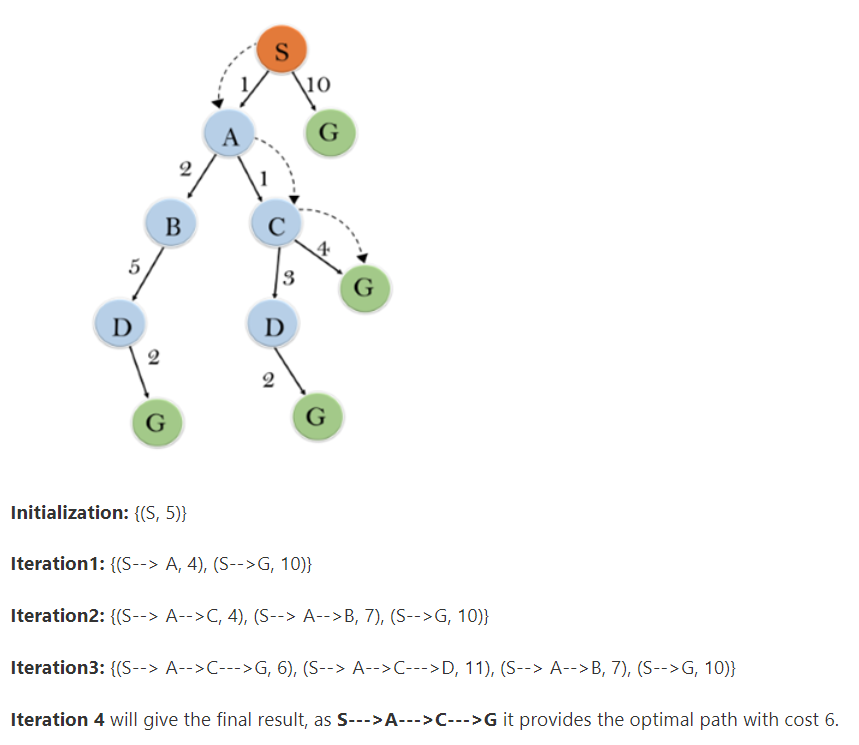 S
1
10
A
G
2
1
B
C
4
5
3
G
D
D
2
2
G
G
Initialization: {(S, 5)}
Iteration1: {(S--> A, 4), (S-->G, 10)}
Iteration2: {(S--> A-->C, 4), (S--> A-->B, 7), (S-->G, 10)}
Iteration3: {(S--> A-->C--->G, 6), (S--> A-->C--->D, 11), (S--> A-->B, 7), (S-->G, 10)}
Iteration 4 will give the final result, as S--->A--->C--->G it provides the optimal path with cost 6.